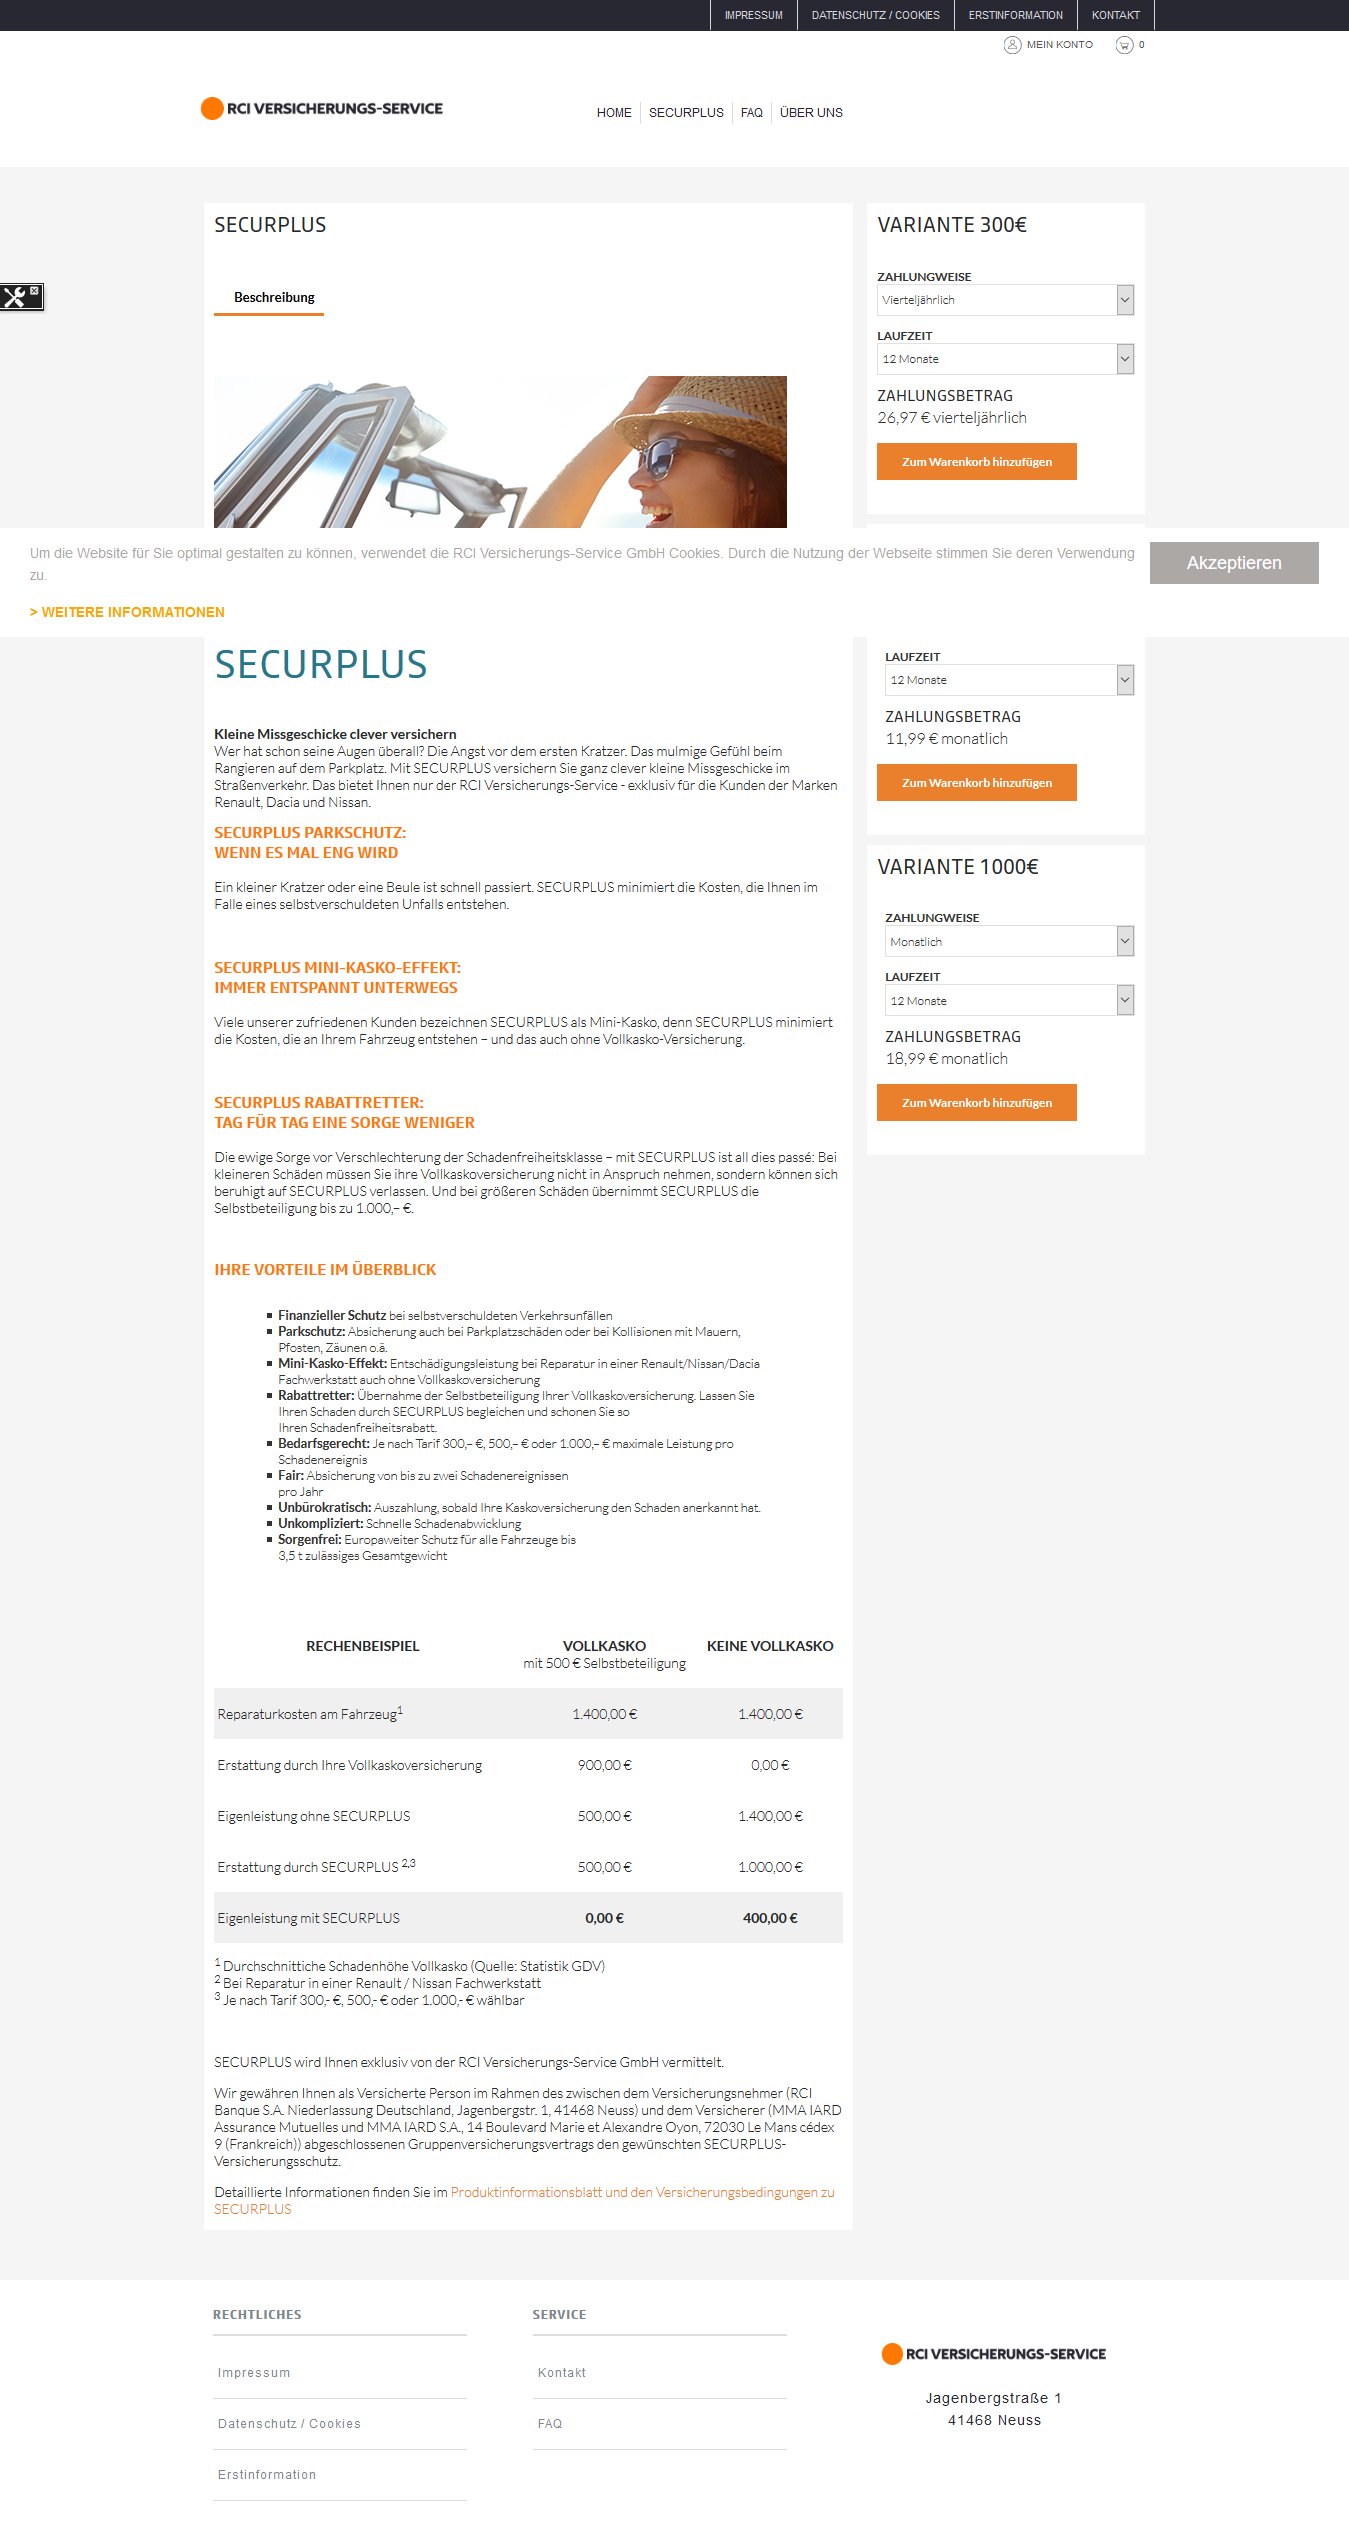 IMPRESSUM
DATENSCHUTZ / COOKIES
ERSTINFORMATION
KONTAKT
MEIN KONTO
0
RCI VERSICHERUNGS-SERVICE
HOME
SECURPLUS
FAQ
ÜBER UNS
SECURPLUS
Beschreibung
VARIANTE 300€
ZAHLUNGWEISE
Vierteljährlich
LAUFZEIT
12 Monate
ZAHLUNGSBETRAG
26,97 € vierteljährlich
Zum Warenkorb hinzufügen
Um die Website für Sie optimal gestalten zu können, verwendet die RCI Versicherungs-Service GmbH Cookies. Durch die Nutzung der Webseite stimmen Sie deren Verwendung
zu.
Akzeptieren
> WEITERE INFORMATIONEN
LAUFZEIT
12 Monate
ZAHLUNGSBETRAG
11,99 € monatlich
Zum Warenkorb hinzufügen
VARIANTE 1000€
ZAHLUNGWEISE
Monatlich
LAUFZEIT
12 Monate
ZAHLUNGSBETRAG
18,99 € monatlich
Zum Warenkorb hinzufügen
SECURPLUS
Kleine Missgeschicke clever versichern
Wer hat schon seine Augen überall? Die Angst vor dem ersten Kratzer. Das mulmige Gefühl beim
Rangieren auf dem Parkplatz. Mit SECURPLUS versichern Sie ganz clever kleine Missgeschicke im
Straßenverkehr. Das bietet Ihnen nur der RCI Versicherungs-Service - exklusiv für die Kunden der Marken
Renault, Dacia und Nissan.
SECURPLUS PARKSCHUTZ:
WENN ES MAL ENG WIRD
Ein kleiner Kratzer oder eine Beule ist schnell passiert. SECURPLUS minimiert die Kosten, die Ihnen im
Falle eines selbstverschuldeten Unfalls entstehen.
SECURPLUS MINI-KASKO-EFFEKT:
IMMER ENTSPANNT UNTERWEGS
Viele unserer zufriedenen Kunden bezeichnen SECURPLUS als Mini-Kasko, denn SECURPLUS minimiert
die Kosten, die an Ihrem Fahrzeug entstehen – und das auch ohne Vollkasko-Versicherung.
SECURPLUS RABATTRETTER:
TAG FÜR TAG EINE SORGE WENIGER
Die ewige Sorge vor Verschlechterung der Schadenfreiheitsklasse – mit SECURPLUS ist all dies passé: Bei
kleineren Schäden müssen Sie ihre Vollkaskoversicherung nicht in Anspruch nehmen, sondern können sich
beruhigt auf SECURPLUS verlassen. Und bei größeren Schäden übernimmt SECURPLUS die
Selbstbeteiligung bis zu 1.000,– €.
IHRE VORTEILE IM ÜBERBLICK
▪ Finanzieller Schutz bei selbstverschuldeten Verkehrsunfällen
▪ Parkschutz: Absicherung auch bei Parkplatzschäden oder bei Kollisionen mit Mauern,
Pfosten, Zäunen o.ä.
▪ Mini-Kasko-Effekt: Entschädigungsleistung bei Reparatur in einer Renault/Nissan/Dacia
Fachwerkstatt auch ohne Vollkaskoversicherung
▪ Rabattretter: Übernahme der Selbstbeteiligung Ihrer Vollkaskoversicherung. Lassen Sie
Ihren Schaden durch SECURPLUS begleichen und schonen Sie so
Ihren Schadenfreiheitsrabatt.
▪ Bedarfsgerecht: Je nach Tarif 300,– €, 500,– € oder 1.000,– € maximale Leistung pro
Schadenereignis
▪ Fair: Absicherung von bis zu zwei Schadenereignissen
pro Jahr
▪ Unbürokratisch: Auszahlung, sobald Ihre Kaskoversicherung den Schaden anerkannt hat.
▪ Unkompliziert: Schnelle Schadenabwicklung
▪ Sorgenfrei: Europaweiter Schutz für alle Fahrzeuge bis
3,5 t zulässiges Gesamtgewicht
RECHENBEISPIEL VOLLKASKO KEINE VOLLKASKO
mit 500 € Selbstbeteiligung
Reparaturkosten am Fahrzeug¹ 1.400,00 € 1.400,00 €
Erstattung durch Ihre Vollkaskoversicherung 900,00 € 0,00 €
Eigenleistung ohne SECURPLUS 500,00 € 1.400,00 €
Erstattung durch SECURPLUS ²,³ 500,00 € 1.000,00 €
Eigenleistung mit SECURPLUS 0,00 € 400,00 €
¹ Durchschnittiche Schadenhöhe Vollkasko (Quelle: Statistik GDV)
² Bei Reparatur in einer Renault / Nissan Fachwerkstatt
³ Je nach Tarif 300,- €, 500,- € oder 1.000,- € wählbar
SECURPLUS wird Ihnen exklusiv von der RCI Versicherungs-Service GmbH vermittelt.
Wir gewähren Ihnen als Versicherte Person im Rahmen des zwischen dem Versicherungsnehmer (RCI
Banque S.A. Niederlassung Deutschland, Jagenbergstr. 1, 41468 Neuss) und dem Versicherer (MMA IARD
Assurance Mutuelles und MMA IARD S.A., 14 Boulevard Marie et Alexandre Oyon, 72030 Le Mans cédex
9 (Frankreich)) abgeschlossenen Gruppenversicherungsvertrags den gewünschten SECURPLUS-
Versicherungsschutz.
Detaillierte Informationen finden Sie im Produktinformationsblatt und den Versicherungsbedingungen zu
SECURPLUS
RECHTLICHES
Impressum
Datenschutz / Cookies
Erstinformation
SERVICE
Kontakt
FAQ
RCI VERSICHERUNGS-SERVICE
Jagenbergstraße 1
41468 Neuss